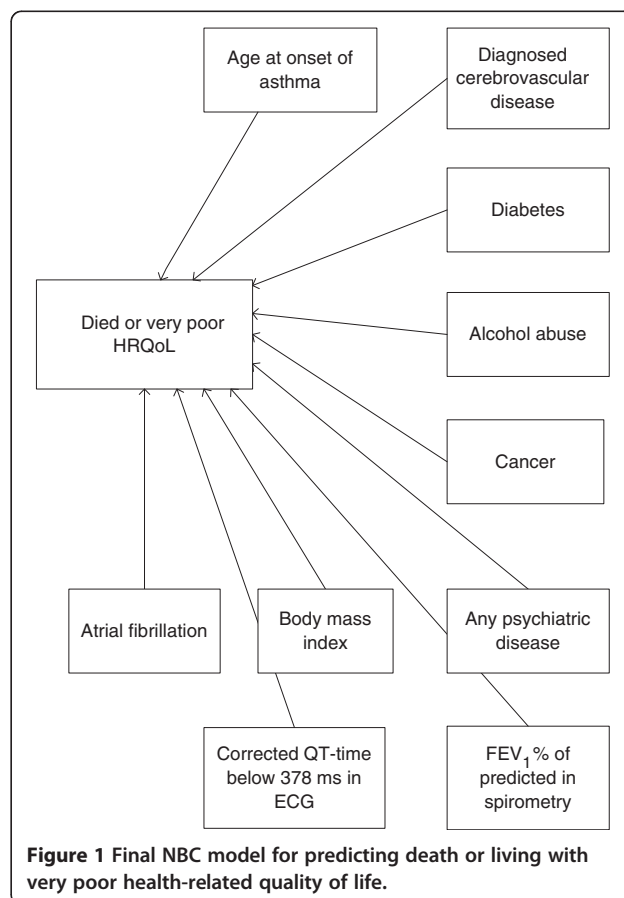 Age at onset of
asthma
Diagnosed
cerebrovascular
disease
Diabetes
Died or very poor
HRQoL
Alcohol abuse
Cancer
Atrial fibrillation
Body mass
index
Any psychiatric
disease
Corrected QT-time
below 378 ms in
ECG
FEV₁% of
predicted in
spirometry
Figure 1 Final NBC model for predicting death or living with
very poor health-related quality of life.